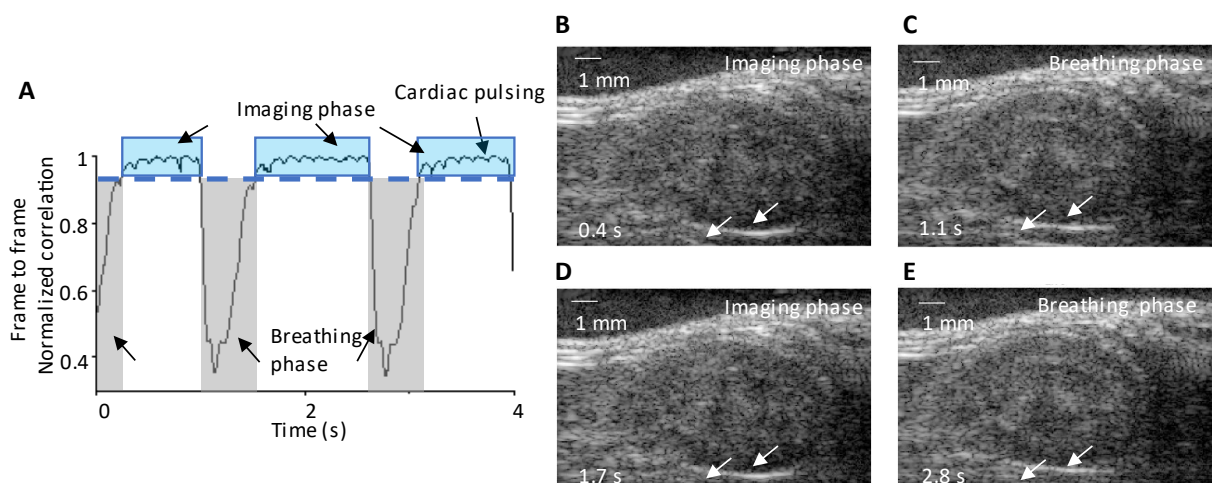 A
Frame to frame
Normalized correlation
1
0.8
0.6
0.4
0
2
4
Time (s)
Imaging phase
Cardiac pulsing
Breathing
phase
B
Imaging phase
1 mm
0.4 s
C
Breathing phase
1 mm
1.1 s
D
Imaging phase
1 mm
1.7 s
E
Breathing phase
1 mm
2.8 s